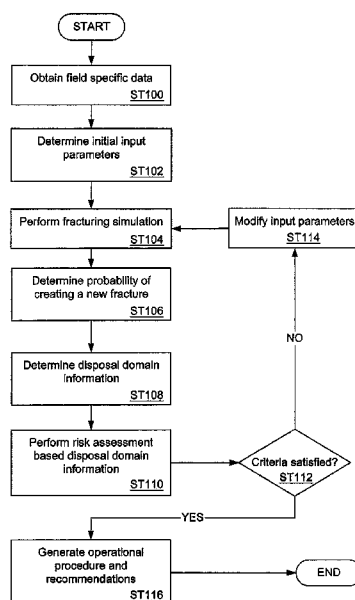 START
Obtain field specific data
ST100
Determine initial input
parameters
ST102
Perform fracturing simulation
ST104
Modify input parameters
ST114
Determine probability of
creating a new fracture
ST106
NO
Determine disposal domain
information
ST108
Perform risk assessment
based disposal domain
information
ST110
Criteria satisfied?
ST112
YES
Generate operational
procedure and
recommendations
ST116
END